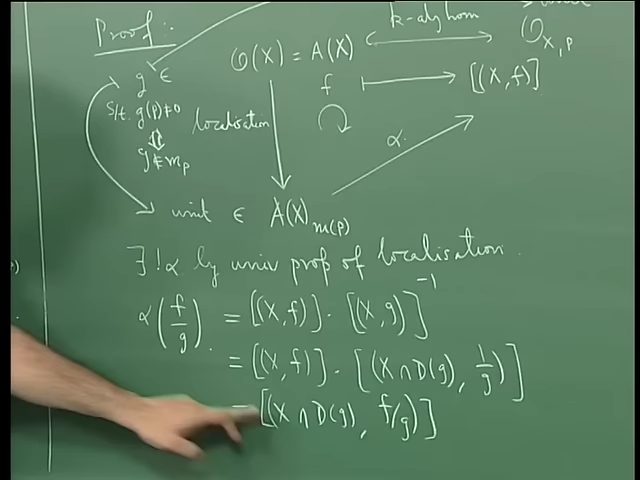 Proof:
k-alg hom
O(X) = A(X)
O_{X,P}
g ∈
f
[(X, f)]
s/t. g(P) ≠ 0
localisation
g ∉ m_P
α
unit ∈ A(X)_{m(P)}
∃ ! α by univ prop of localisation.
α(f/g) = [(X, f)] · [(X, g)]^{-1}
= [(X, f)] · [(X ∩ D(g), 1/g)]
= [(X ∩ D(g), f/g)]